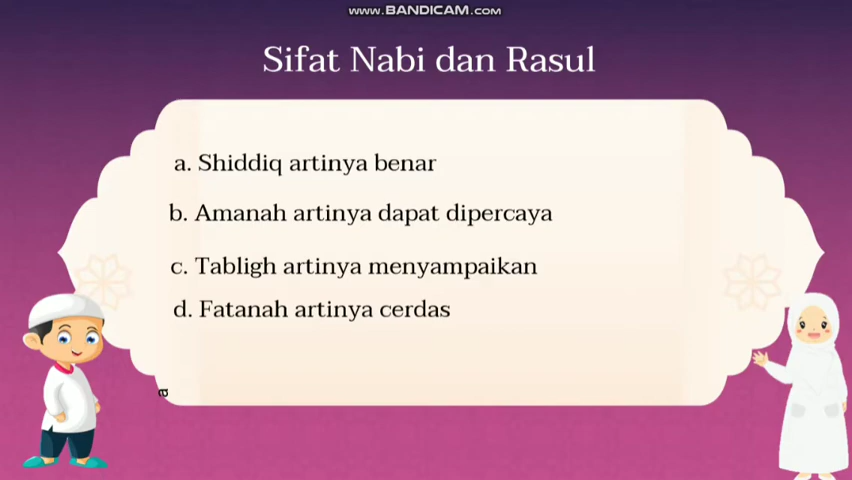 www.BANDICAM.com
Sifat Nabi dan Rasul
a. Shiddiq artinya benar
b. Amanah artinya dapat dipercaya
c. Tabligh artinya menyampaikan
d. Fatanah artinya cerdas
a